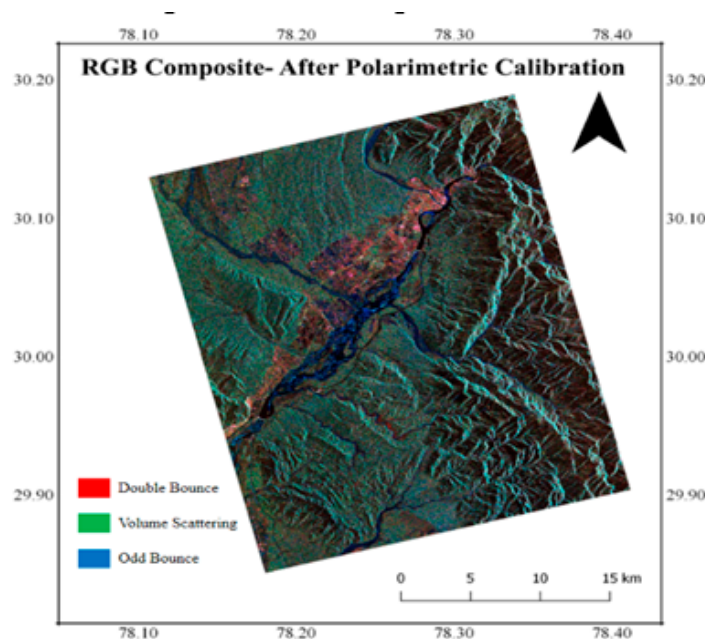 78.10 78.20 78.30 78.40
30.20 30.20
RGB Composite- After Polarimetric Calibration
30.10 30.10
30.00 30.00
29.90 29.90
Double Bounce
Volume Scattering
Odd Bounce
0 5 10 15 km
78.10 78.20 78.30 78.40